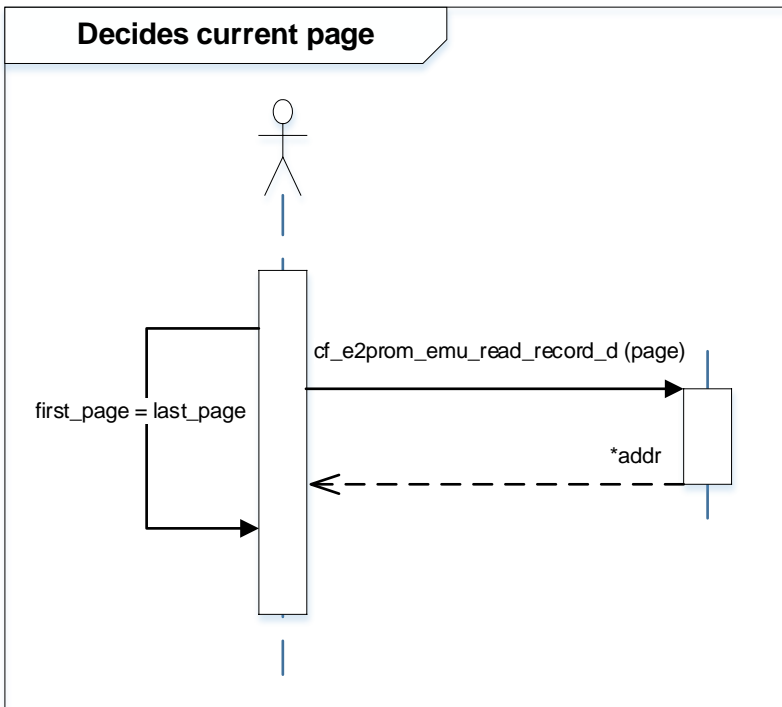 Decides current page
cf_e2prom_emu_read_record_d (page)
first_page = last_page
*addr